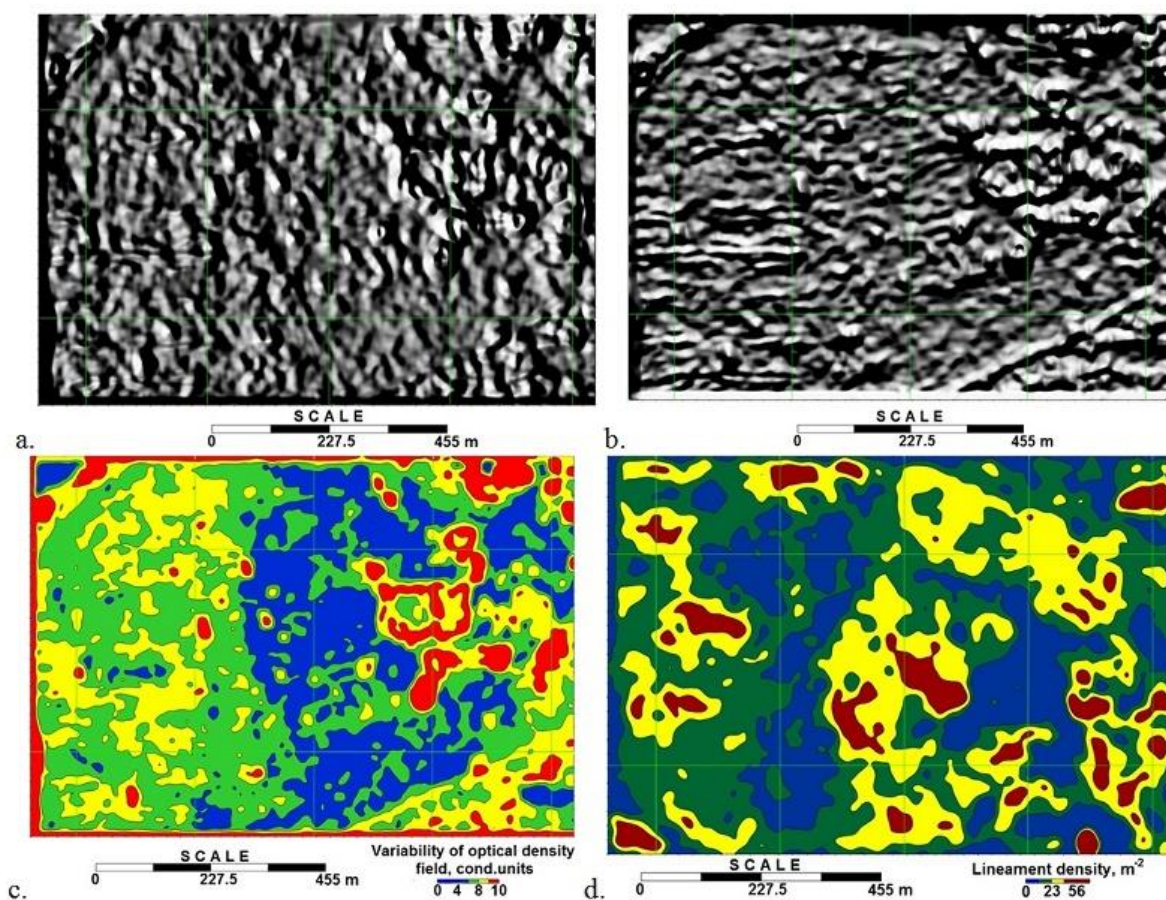 SCALE
0 227.5 455 m
a.
SCALE
0 227.5 455 m
b.
SCALE
0 227.5 455 m
Variability of optical density
field, cond.units
0 4 8 10
c.
SCALE
0 227.5 455 m
Lineament density, m⁻²
0 23 56
d.